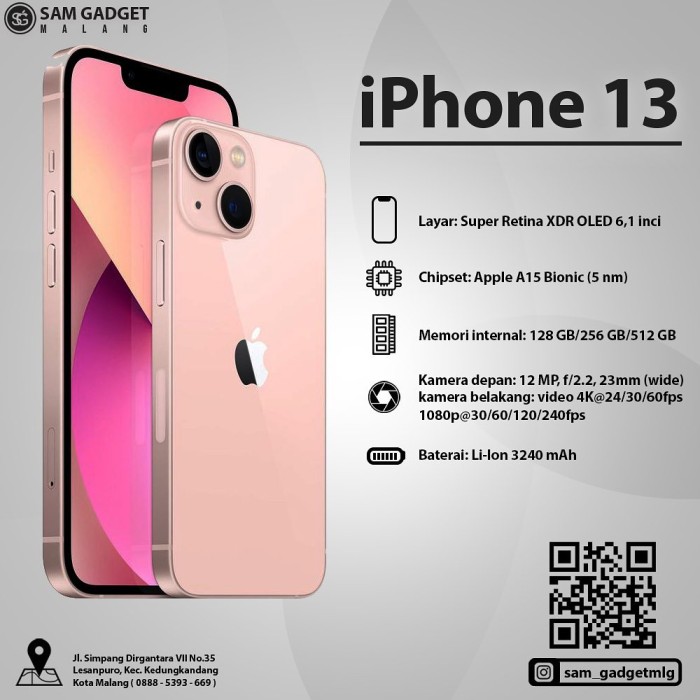 SAM GADGET
MALANG
iPhone 13
Layar: Super Retina XDR OLED 6,1 inci
Chipset: Apple A15 Bionic (5 nm)
Memori internal: 128 GB/256 GB/512 GB
Kamera depan: 12 MP, f/2.2, 23mm (wide)
kamera belakang: video 4K@24/30/60fps
1080p@30/60/120/240fps
Baterai: Li-Ion 3240 mAh
Jl. Simpang Dirgantara VII No.35
Lesanpuro, Kec. Kedungkandang
Kota Malang ( 0888 - 5393 - 669 )
sam_gadgetmlg